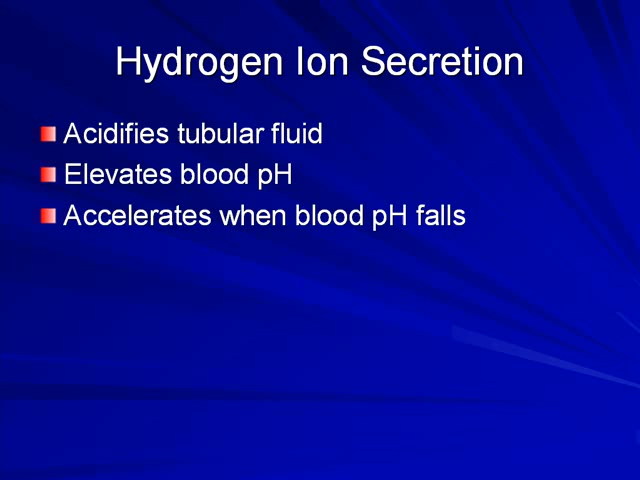 Hydrogen Ion Secretion
Acidifies tubular fluid
Elevates blood pH
Accelerates when blood pH falls